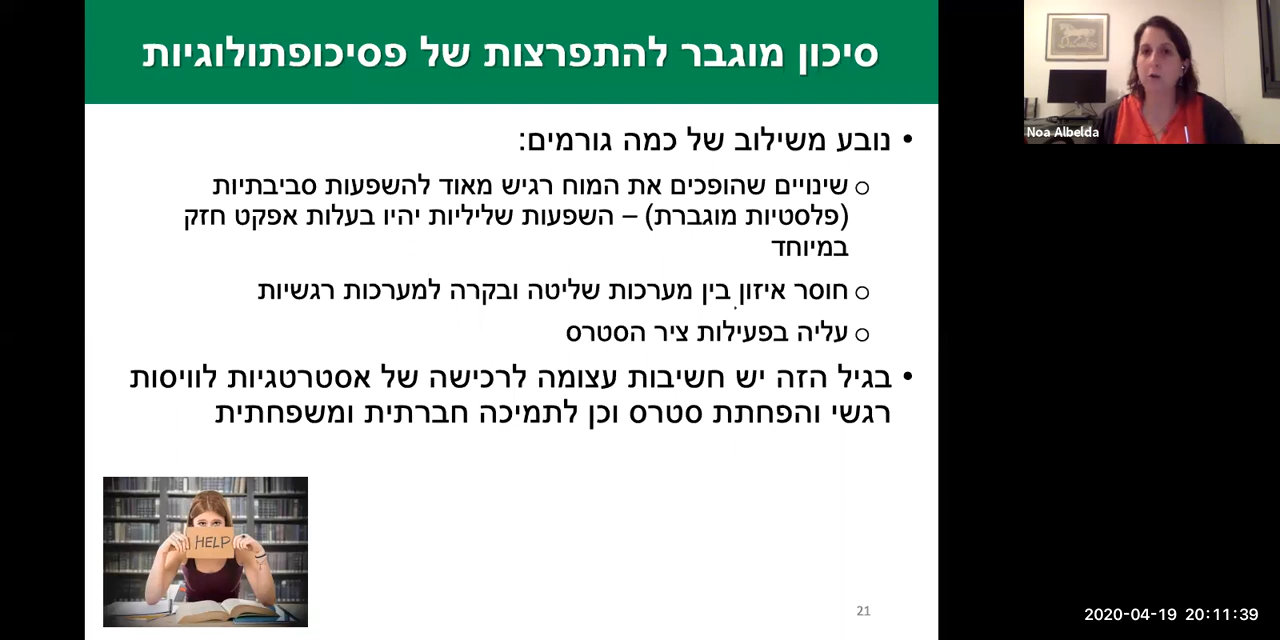 סיכון מוגבר להתפרצות של פסיכופתולוגיות
• נובע משילוב של כמה גורמים:
○ שינויים שהופכים את המוח רגיש מאוד להשפעות סביבתיות
(פלסטיות מוגברת) – השפעות שליליות יהיו בעלות אפקט חזק
במיוחד
○ חוסר איזון בין מערכות שליטה ובקרה למערכות רגשיות
○ עליה בפעילות ציר הסטרס
• בגיל הזה יש חשיבות עצומה לרכישה של אסטרטגיות לוויסות
רגשי והפחתת סטרס וכן לתמיכה חברתית ומשפחתית
HELP
21
Noa Albelda
2020-04-19 20:11:39